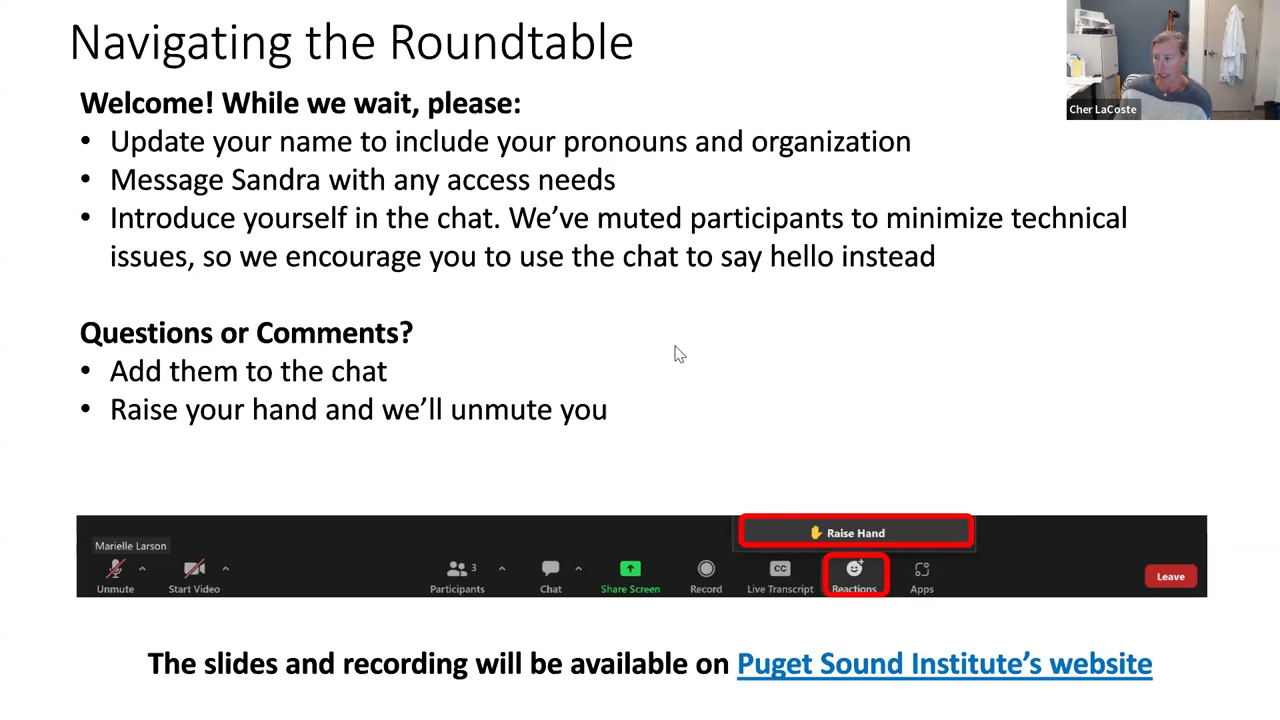 Navigating the Roundtable
Cher LaCoste
Welcome! While we wait, please:
• Update your name to include your pronouns and organization
• Message Sandra with any access needs
• Introduce yourself in the chat. We’ve muted participants to minimize technical
issues, so we encourage you to use the chat to say hello instead
Questions or Comments?
• Add them to the chat
• Raise your hand and we’ll unmute you
Raise Hand
Marielle Larson
3
CC
Unmute
Start Video
Participants
Chat
Share Screen
Record
Live Transcript
Reactions
Apps
Leave
The slides and recording will be available on Puget Sound Institute’s website